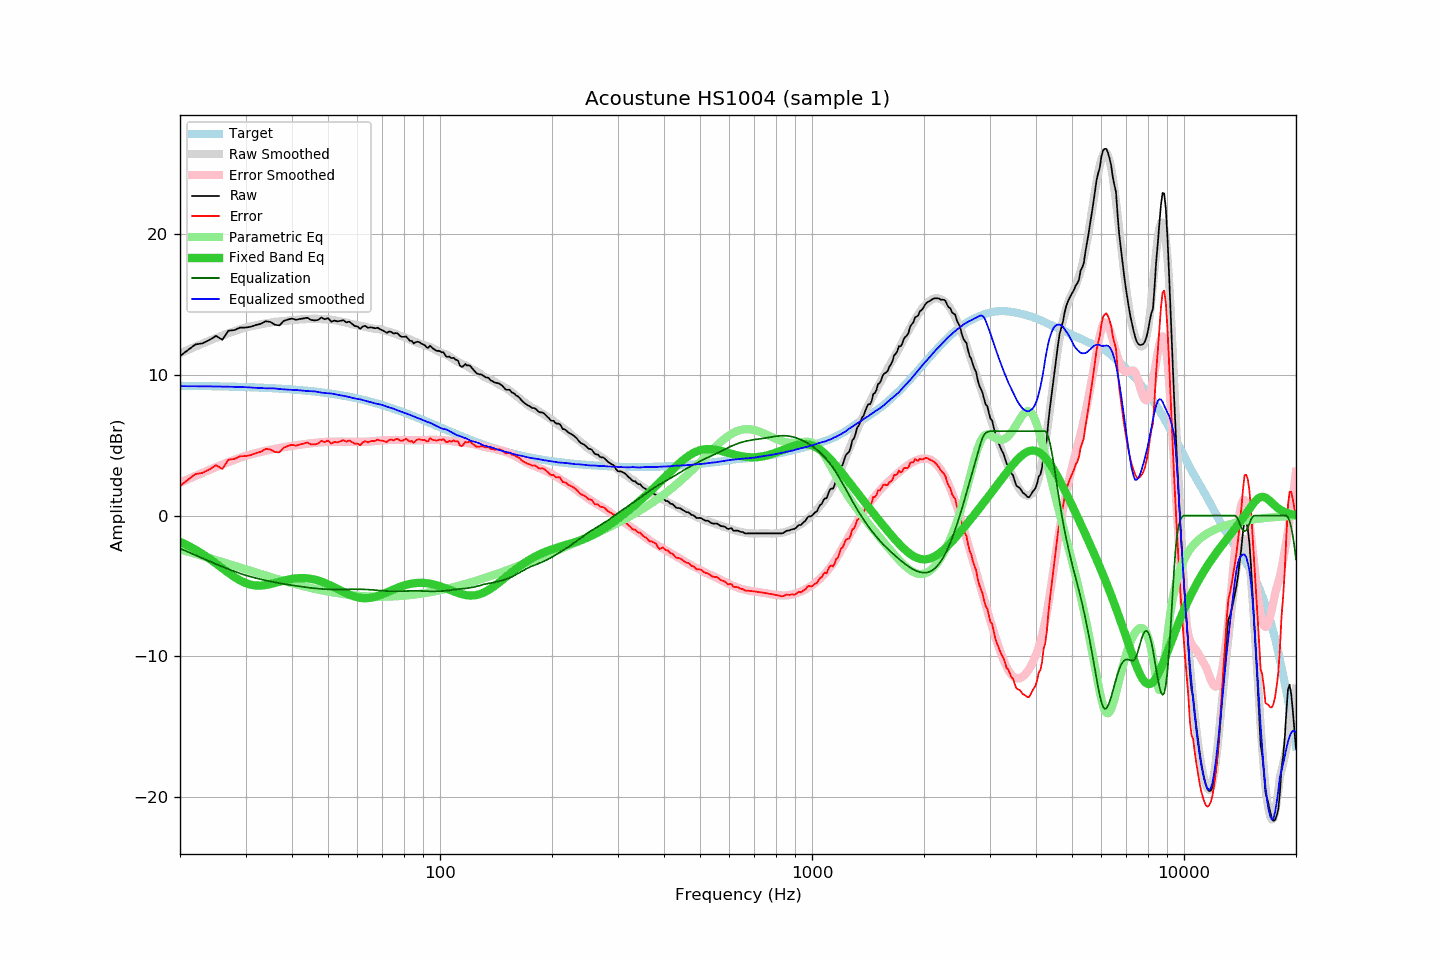 Acoustune HS1004 (sample 1)
Target
Raw Smoothed
Error Smoothed
Raw
Error
Parametric Eq
Fixed Band Eq
Equalization
Equalized smoothed
20
10
0
−10
−20
Amplitude (dBr)
100
1000
10000
Frequency (Hz)